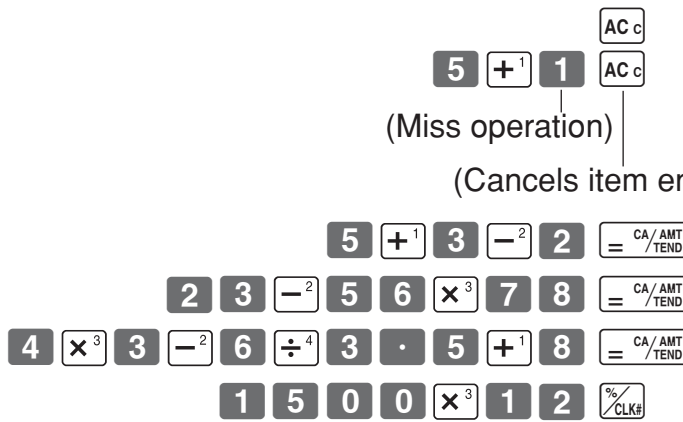 AC c
5 +¹ 1 AC c
(Miss operation)
(Cancels item
5 +¹ 3 −² 2 = CA/AMT/TEND
2 3 −² 5 6 ×³ 7 8 = CA/AMT/TEND
4 ×³ 3 −² 6 ÷⁴ 3 · 5 +¹ 8 = CA/AMT/TEND
1 5 0 0 ×³ 1 2 %/CLK#